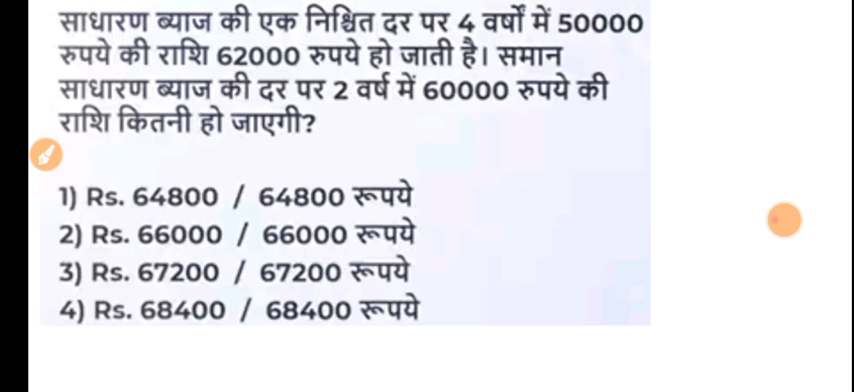 साधारण ब्याज की एक निश्चित दर पर 4 वर्षों में 50000
रुपये की राशि 62000 रुपये हो जाती है। समान
साधारण ब्याज की दर पर 2 वर्ष में 60000 रुपये की
राशि कितनी हो जाएगी?
1) Rs. 64800 / 64800 रूपये
2) Rs. 66000 / 66000 रूपये
3) Rs. 67200 / 67200 रूपये
4) Rs. 68400 / 68400 रूपये